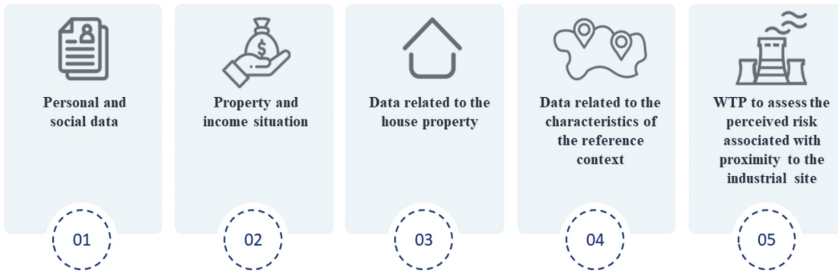 Personal and
social data
01
Property and
income situation
02
Data related to the
house property
03
Data related to the
characteristics of
the reference
context
04
WTP to assess the
perceived risk
associated with
proximity to the
industrial site
05